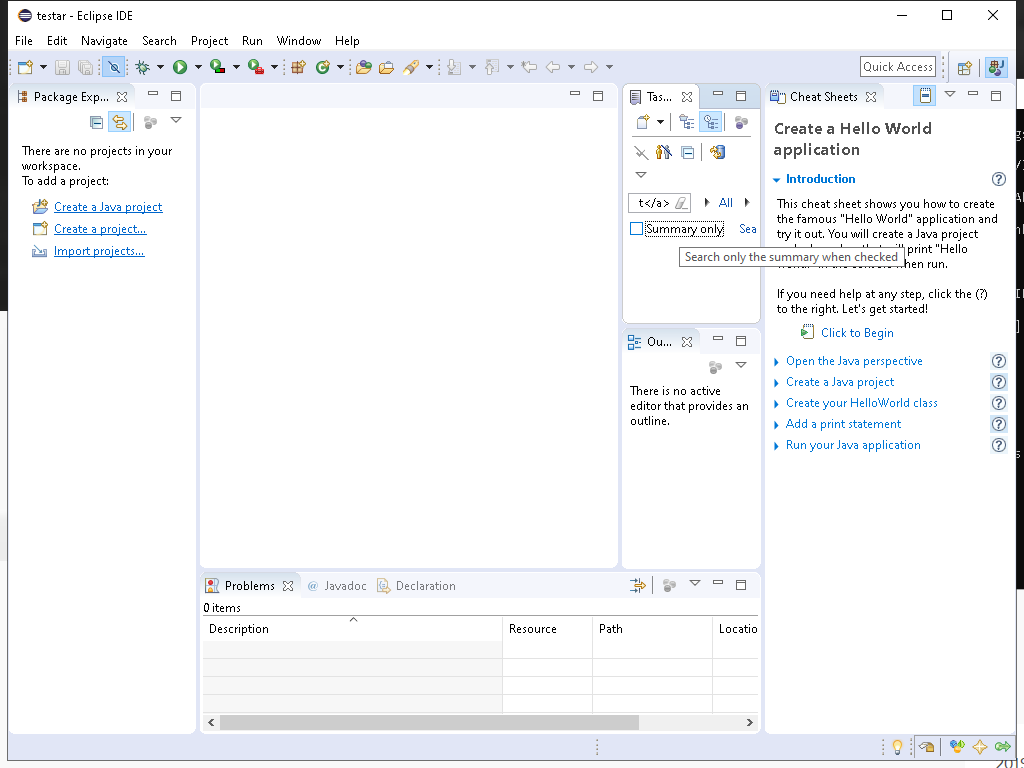 testar - Eclipse IDE
File Edit Navigate Search Project Run Window Help
Quick Access
Package Exp...
There are no projects in your
workspace.
To add a project:
Create a Java project
Create a project...
Import projects...
Tas...
t</a>
All
Summary only
Sea
Search only the summary when checked
Ou...
There is no active
editor that provides an
outline.
Cheat Sheets
Create a Hello World
application
Introduction
This cheat sheet shows you how to create
the famous "Hello World" application and
try it out. You will create a Java project
print "Hello
when run.
If you need help at any step, click the (?)
to the right. Let's get started!
Click to Begin
Open the Java perspective
Create a Java project
Create your HelloWorld class
Add a print statement
Run your Java application
Problems @ Javadoc Declaration
0 items
Description Resource Path Locatio
2019